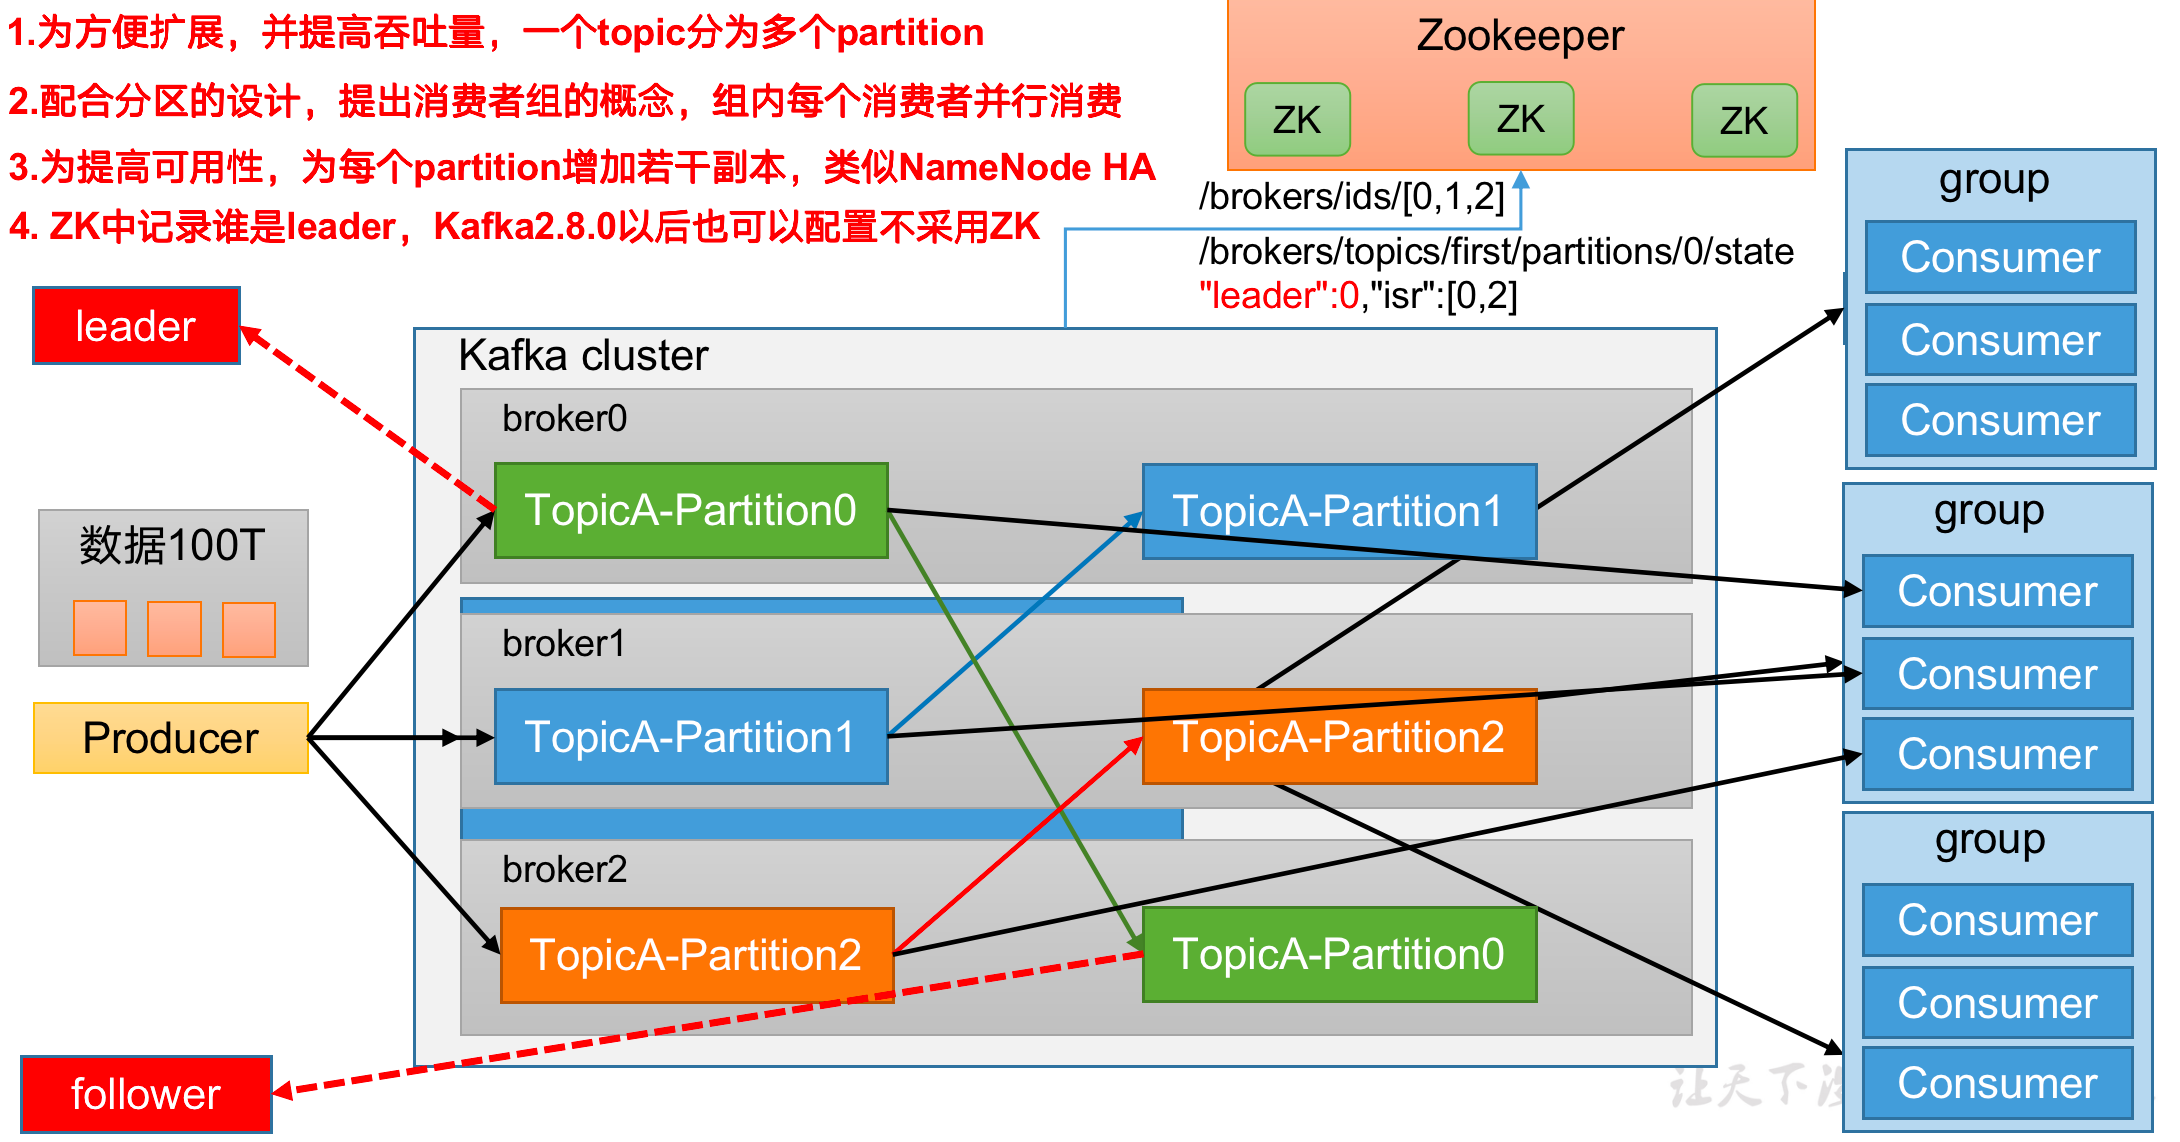 1.为方便扩展，并提高吞吐量，一个topic分为多个partition
2.配合分区的设计，提出消费者组的概念，组内每个消费者并行消费
3.为提高可用性，为每个partition增加若干副本，类似NameNode HA
4. ZK中记录谁是leader，Kafka2.8.0以后也可以配置不采用ZK
Zookeeper
ZK
ZK
ZK
/brokers/ids/[0,1,2]
/brokers/topics/first/partitions/0/state
"leader":0,"isr":[0,2]
leader
数据100T
Producer
follower
Kafka cluster
broker0
TopicA-Partition0
TopicA-Partition1
broker1
TopicA-Partition1
TopicA-Partition2
broker2
TopicA-Partition2
TopicA-Partition0
group
Consumer
Consumer
Consumer
group
Consumer
Consumer
Consumer
group
Consumer
Consumer
Consumer
让天下